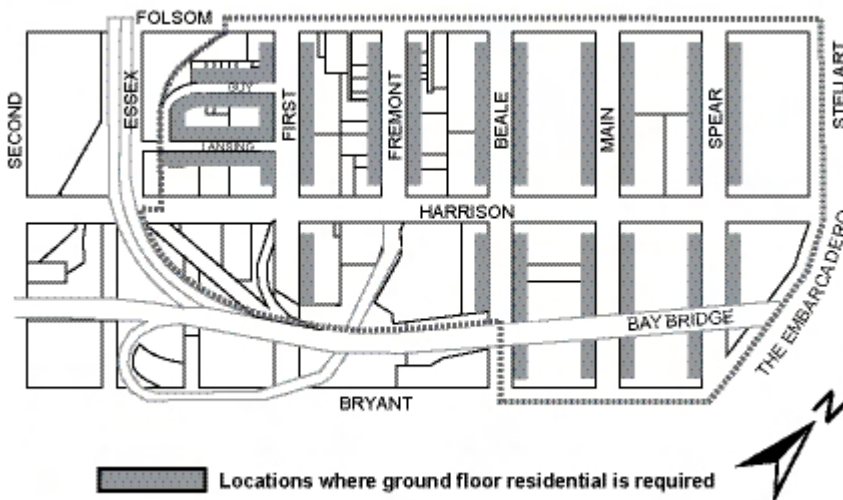 FOLSOM
SECOND
ESSEX
GUY
LANSING
FIRST
FREMONT
BEALE
MAIN
SPEAR
STEUART
HARRISON
BAY BRIDGE
THE EMBARCADERO
BRYANT
N
Locations where ground floor residential is required